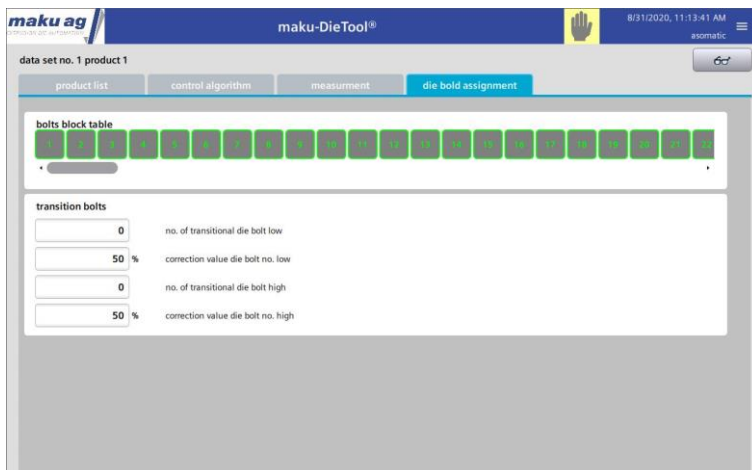 maku ag
maku-DieTool®
8/31/2020, 11:13:41 AM
asomatic
data set no. 1 product 1
product list
control algorithm
measurment
die bold assignment
bolts block table
1 2 3 4 5 6 7 8 9 10 11 12 13 14 15 16 17 18 19 20 21 22
transition bolts
0 no. of transitional die bolt low
50 % correction value die bolt no. low
0 no. of transitional die bolt high
50 % correction value die bolt no. high